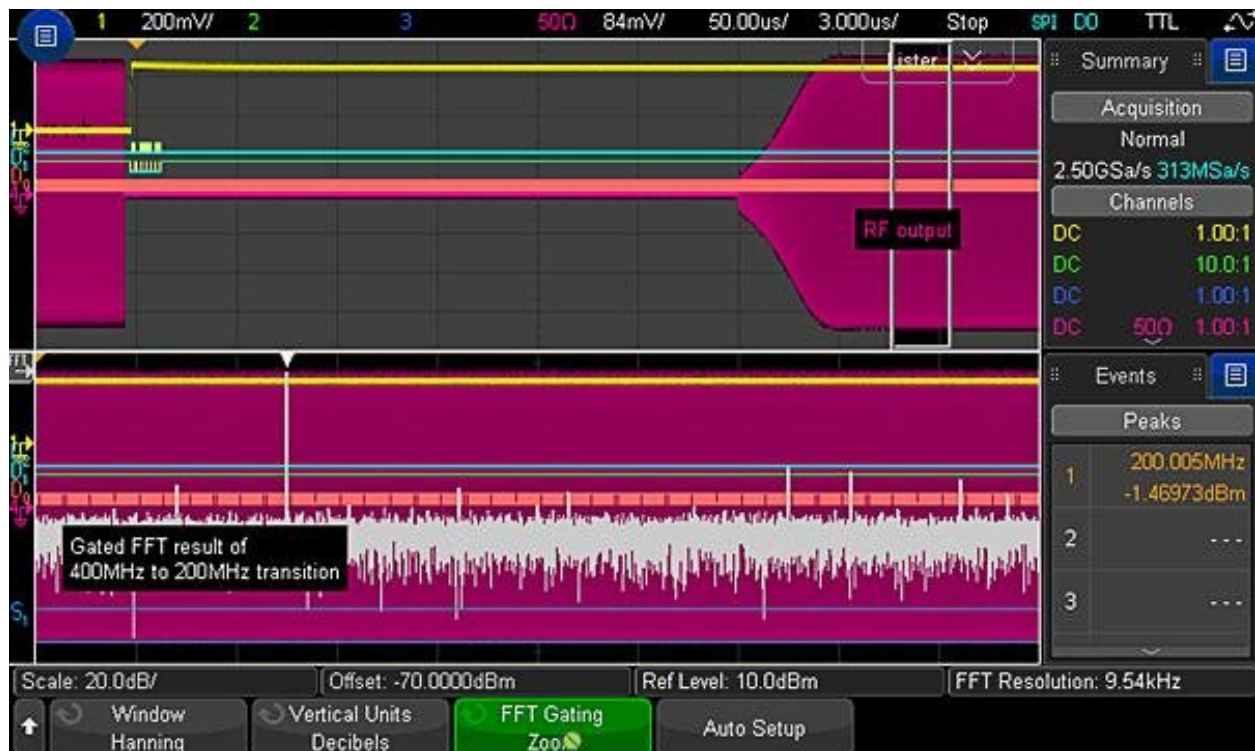 1 200mV/ 2 3 50Ω 84mV/ 50.00us/ 3.000us/ Stop SPI D0 TTL
ister
RF output
Summary
Acquisition
Normal
2.50GSa/s 313MSa/s
Channels
DC 1.00:1
DC 10.0:1
DC 1.00:1
DC 50Ω 1.00:1
FFT
Gated FFT result of
400MHz to 200MHz transition
S1
Events
Peaks
1 200.005MHz
-1.46973dBm
2 ---
3 ---
Scale: 20.0dB/ Offset: -70.0000dBm Ref Level: 10.0dBm FFT Resolution: 9.54kHz
Window
Hanning
Vertical Units
Decibels
FFT Gating
Zoo
Auto Setup